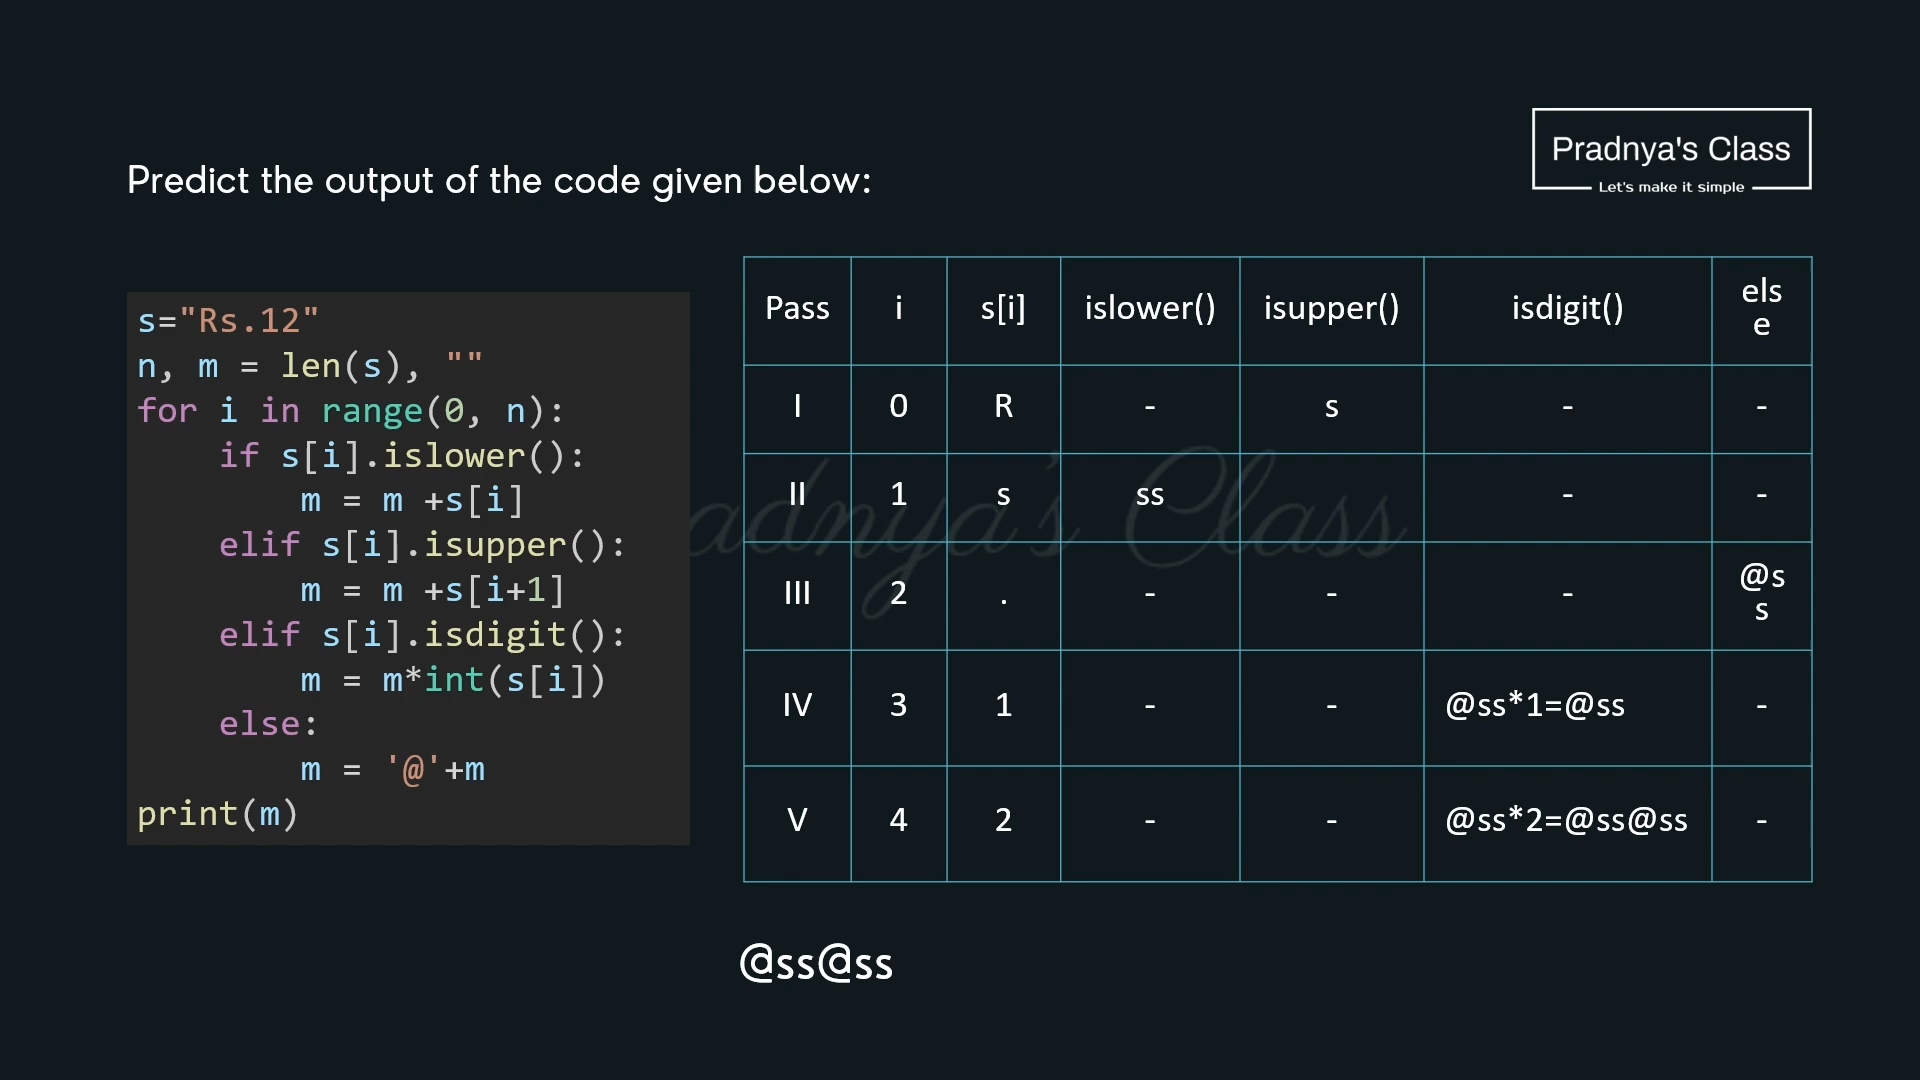 Pradnya's Class
Let's make it simple
Predict the output of the code given below:
s="Rs.12"
n, m = len(s), ""
for i in range(0, n):
    if s[i].islower():
        m = m +s[i]
    elif s[i].isupper():
        m = m +s[i+1]
    elif s[i].isdigit():
        m = m*int(s[i])
    else:
        m = '@'+m
print(m)
Pass i s[i] islower() isupper() isdigit() els
e
I 0 R - s - -
II 1 s ss - -
III 2 . - - - @s
s
IV 3 1 - - @ss*1=@ss -
V 4 2 - - @ss*2=@ss@ss -
adnya's Class
@ss@ss